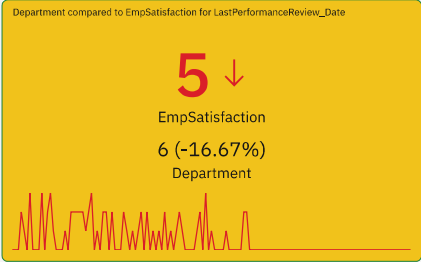 Department compared to EmpSatisfaction for LastPerformanceReview_Date
5 ↓
EmpSatisfaction
6 (-16.67%)
Department